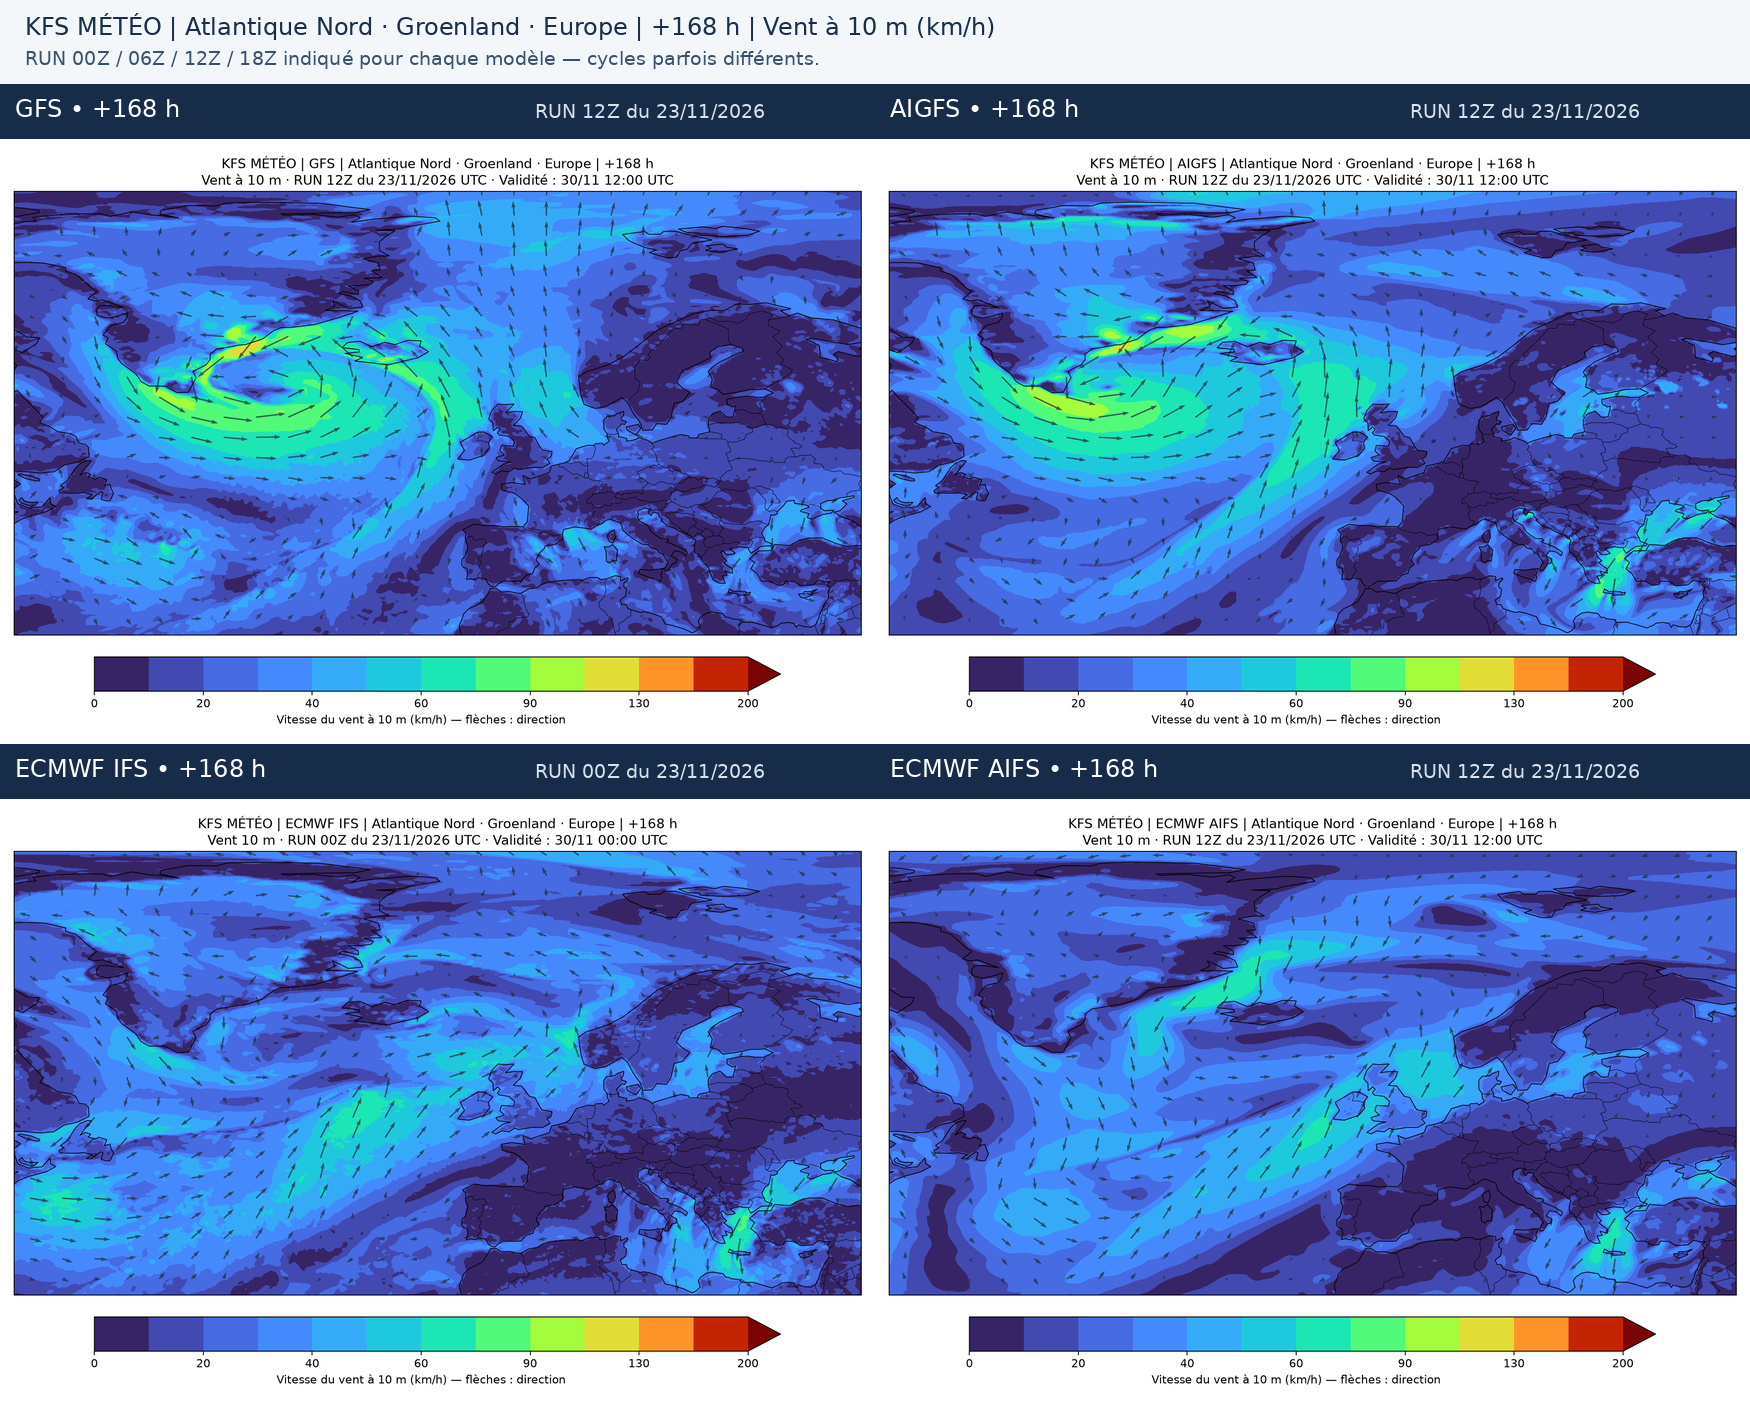 KFS MÉTÉO | Atlantique Nord · Groenland · Europe | +168 h | Vent à 10 m (km/h)
RUN 00Z / 06Z / 12Z / 18Z indiqué pour chaque modèle — cycles parfois différents.
GFS • +168 h
RUN 12Z du 23/11/2026
KFS MÉTÉO | GFS | Atlantique Nord · Groenland · Europe | +168 h
Vent à 10 m · RUN 12Z du 23/11/2026 UTC · Validité : 30/11 12:00 UTC
0 20 40 60 90 130 200
Vitesse du vent à 10 m (km/h) — flèches : direction
AIGFS • +168 h
RUN 12Z du 23/11/2026
KFS MÉTÉO | AIGFS | Atlantique Nord · Groenland · Europe | +168 h
Vent à 10 m · RUN 12Z du 23/11/2026 UTC · Validité : 30/11 12:00 UTC
0 20 40 60 90 130 200
Vitesse du vent à 10 m (km/h) — flèches : direction
ECMWF IFS • +168 h
RUN 00Z du 23/11/2026
KFS MÉTÉO | ECMWF IFS | Atlantique Nord · Groenland · Europe | +168 h
Vent 10 m · RUN 00Z du 23/11/2026 UTC · Validité : 30/11 00:00 UTC
0 20 40 60 90 130 200
Vitesse du vent à 10 m (km/h) — flèches : direction
ECMWF AIFS • +168 h
RUN 12Z du 23/11/2026
KFS MÉTÉO | ECMWF AIFS | Atlantique Nord · Groenland · Europe | +168 h
Vent 10 m · RUN 12Z du 23/11/2026 UTC · Validité : 30/11 12:00 UTC
0 20 40 60 90 130 200
Vitesse du vent à 10 m (km/h) — flèches : direction